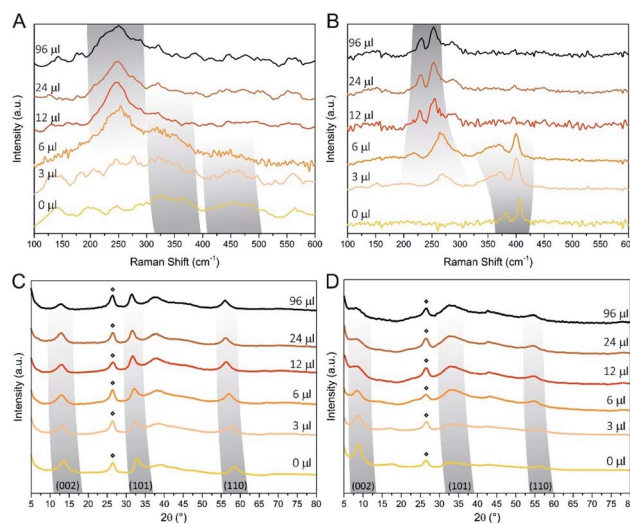 A
96 µl
24 µl
12 µl
6 µl
3 µl
0 µl
Intensity (a.u.)
100 150 200 250 300 350 400 450 500 550 600
Raman Shift (cm⁻¹)
B
96 µl
24 µl
12 µl
6 µl
3 µl
0 µl
Intensity (a.u.)
100 150 200 250 300 350 400 450 500 550 600
Raman Shift (cm⁻¹)
C
96 µl
24 µl
12 µl
6 µl
3 µl
0 µl
(002) (101) (110)
Intensity (a.u.)
5 10 15 20 25 30 35 40 45 50 55 60 65 70 75 80
2θ (°)
D
96 µl
24 µl
12 µl
6 µl
3 µl
0 µl
(002) (101) (110)
Intensity (a.u.)
5 10 15 20 25 30 35 40 45 50 55 60 65 70 75 80
2θ (°)